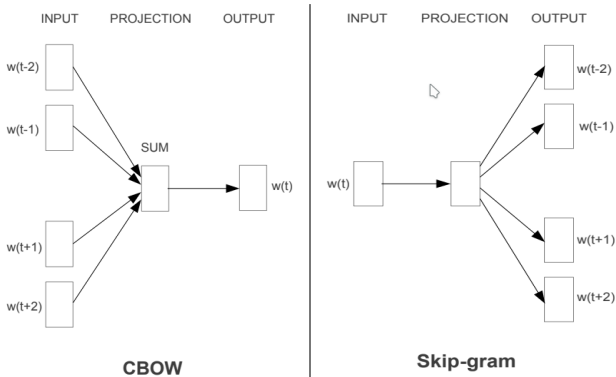 INPUT PROJECTION OUTPUT
w(t-2)
w(t-1)
SUM
w(t)
w(t+1)
w(t+2)
CBOW
INPUT PROJECTION OUTPUT
w(t-2)
w(t-1)
w(t)
w(t+1)
w(t+2)
Skip-gram